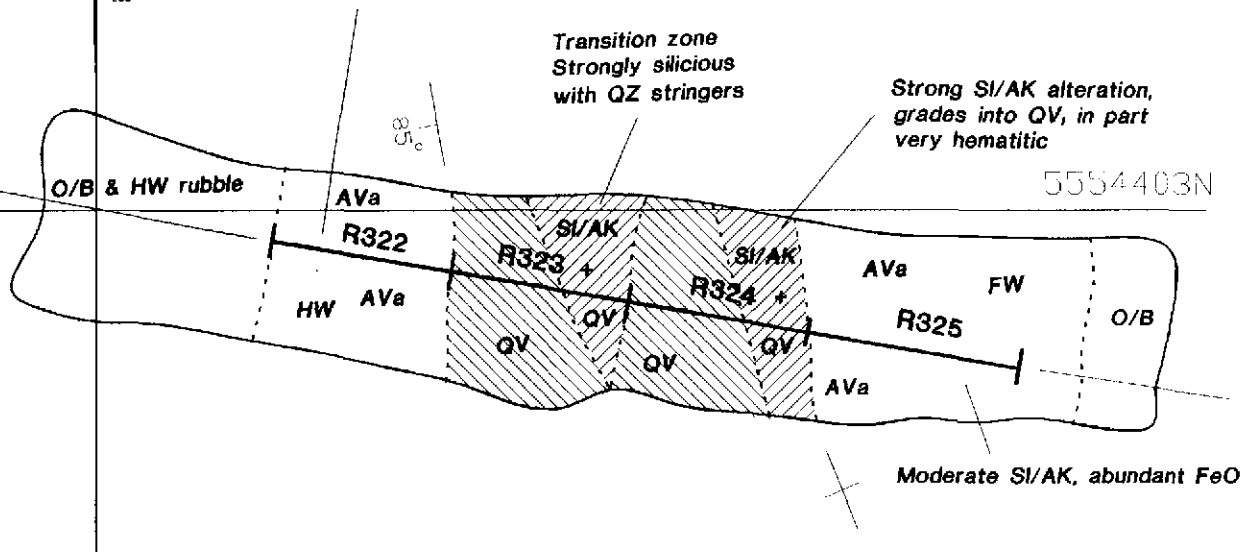 Transition zone
Strongly silicious
with QZ stringers
Strong SI/AK alteration,
grades into QV, in part
very hematitic
85°
5554403N
O/B & HW rubble
AVa
R322
HW AVa
R323
SI/AK
+
QV
QV
R324
SI/AK
+
QV
QV
AVa
FW
R325
AVa
O/B
Moderate SI/AK, abundant FeO